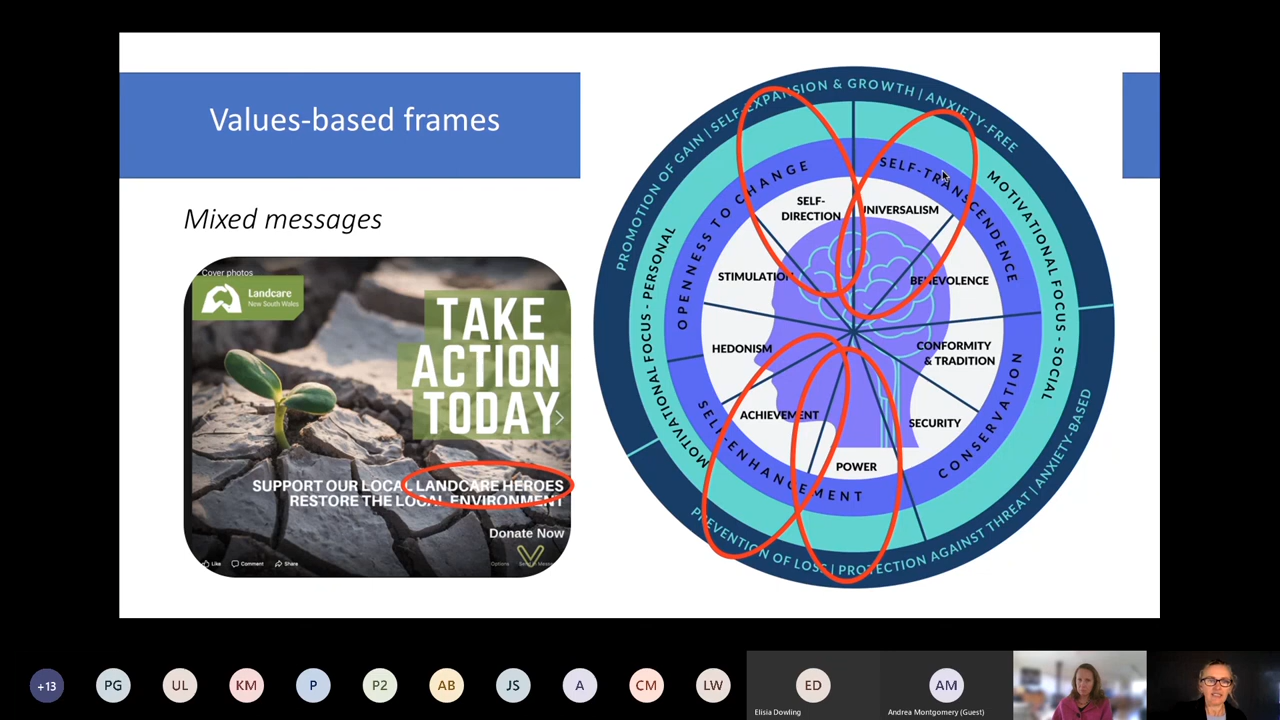 Values-based frames
Mixed messages
Cover photos
Landcare
New South Wales
TAKE
ACTION
TODAY
SUPPORT OUR LOCAL LANDCARE HEROES
RESTORE THE LOCAL ENVIRONMENT
Donate Now
Like
Comment
Share
Options
PROMOTION OF GAIN | SELF-EXPANSION & GROWTH | ANXIETY-FREE
MOTIVATIONAL FOCUS - PERSONAL
MOTIVATIONAL FOCUS - SOCIAL
OPENNESS TO CHANGE
SELF-TRANSCENDENCE
SELF-
DIRECTION
UNIVERSALISM
STIMULATION
BENEVOLENCE
HEDONISM
CONFORMITY
& TRADITION
ACHIEVEMENT
SECURITY
POWER
SELF ENHANCEMENT
CONSERVATION
PREVENTION OF LOSS | PROTECTION AGAINST THREAT | ANXIETY-BASED
+13
PG
UL
KM
P
P2
AB
JS
A
CM
LW
ED
AM
Elisia Dowling
Andrea Montgomery (Guest)